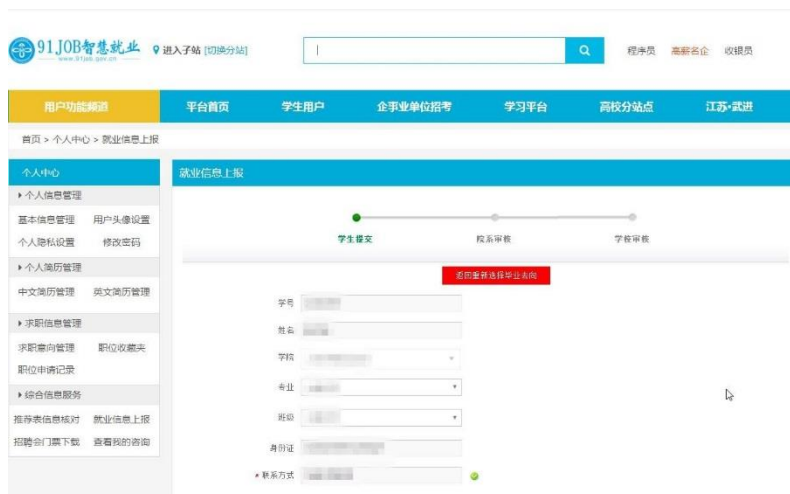 91JOB智慧就业
www.91job.gov.cn
进入子站 [切换分站]
程序员 高薪名企 收银员
用户功能频道 平台首页 学生用户 企事业单位招考 学习平台 高校分站点 江苏·武进
首页 > 个人中心 > 就业信息上报
个人中心
个人信息管理
基本信息管理 用户头像设置
个人隐私设置 修改密码
个人简历管理
中文简历管理 英文简历管理
求职信息管理
求职意向管理 职位收藏夹
职位申请记录
综合信息服务
推荐表信息核对 就业信息上报
招聘会门票下载 查看我的咨询
就业信息上报
学生提交 院系审核 学校审核
返回重新选择毕业去向
学号
姓名
学院
专业
班级
身份证
* 联系方式